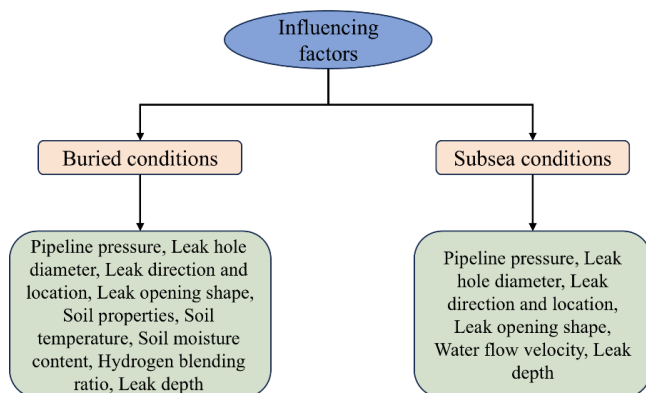 Influencing
factors
Buried conditions
Subsea conditions
Pipeline pressure, Leak hole
diameter, Leak direction and
location, Leak opening shape,
Soil properties, Soil
temperature, Soil moisture
content, Hydrogen blending
ratio, Leak depth
Pipeline pressure, Leak
hole diameter, Leak
direction and location,
Leak opening shape,
Water flow velocity, Leak
depth